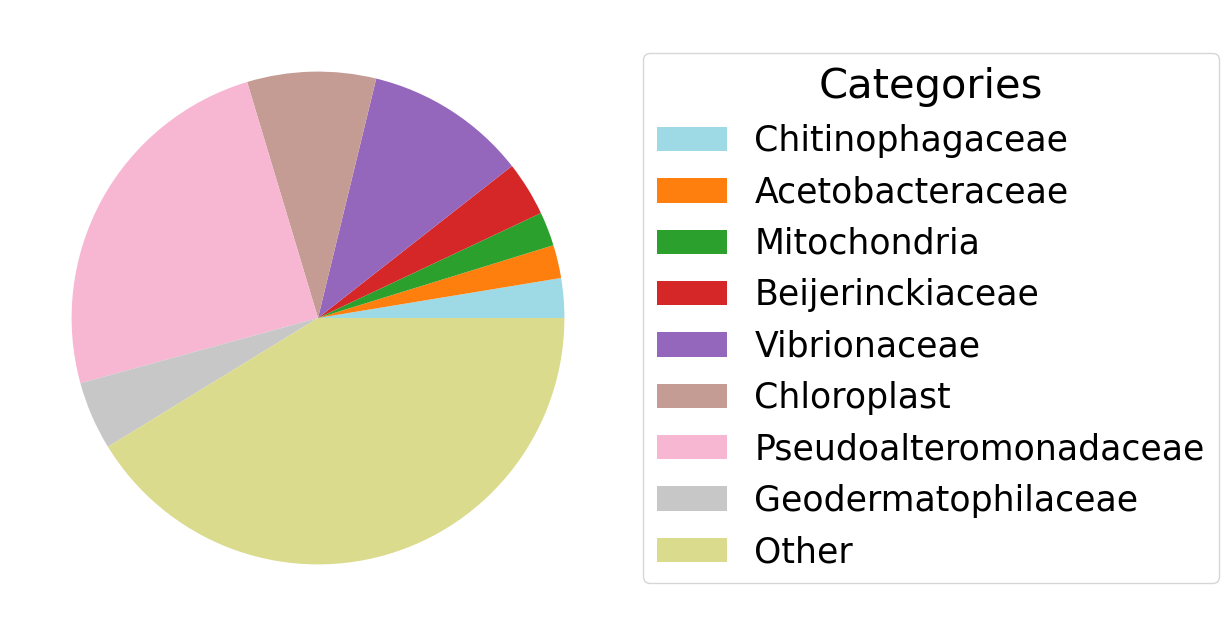 Categories
Chitinophagaceae
Acetobacteraceae
Mitochondria
Beijerinckiaceae
Vibrionaceae
Chloroplast
Pseudoalteromonadaceae
Geodermatophilaceae
Other